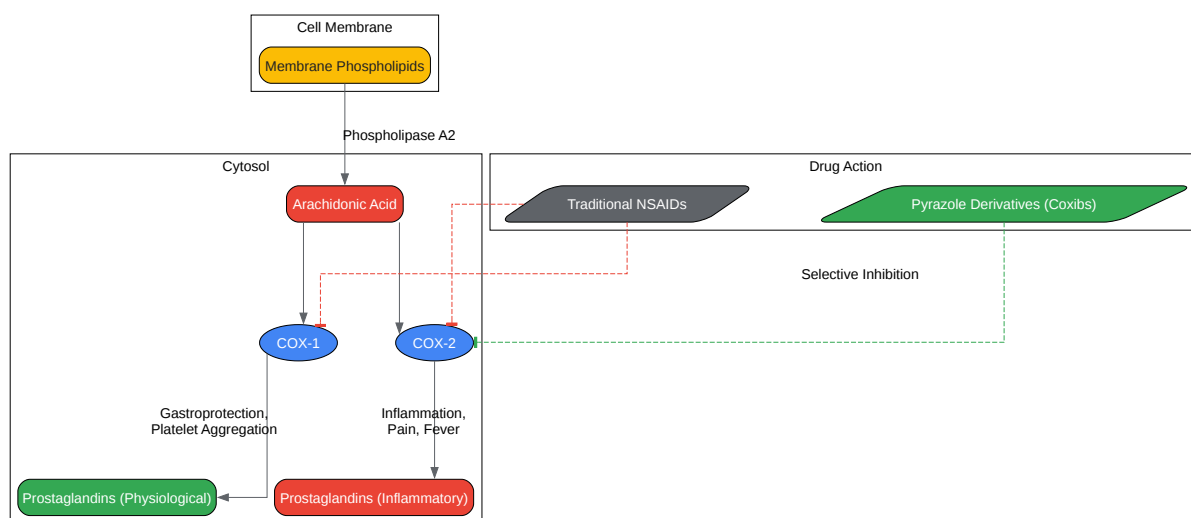 Cell Membrane
Membrane Phospholipids
Phospholipase A2
Cytosol
Drug Action
Arachidonic Acid
Traditional NSAIDs
Pyrazole Derivatives (Coxibs)
Selective Inhibition
COX-1
COX-2
Gastroprotection,
Platelet Aggregation
Inflammation,
Pain, Fever
Prostaglandins (Physiological)
Prostaglandins (Inflammatory)